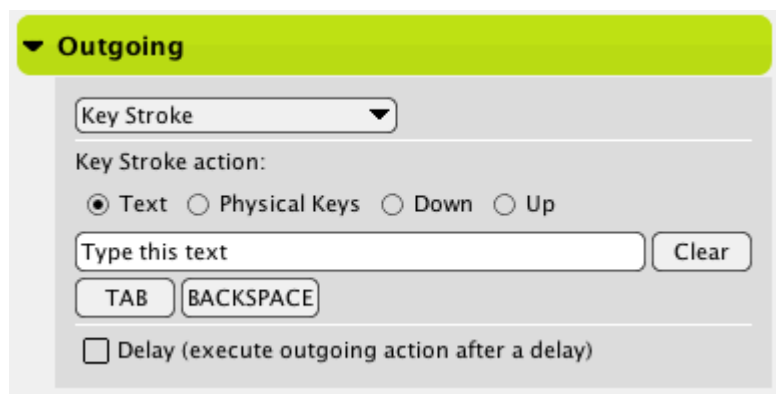 Outgoing
Key Stroke
Key Stroke action:
Text Physical Keys Down Up
Type this text Clear
TAB BACKSPACE
Delay (execute outgoing action after a delay)